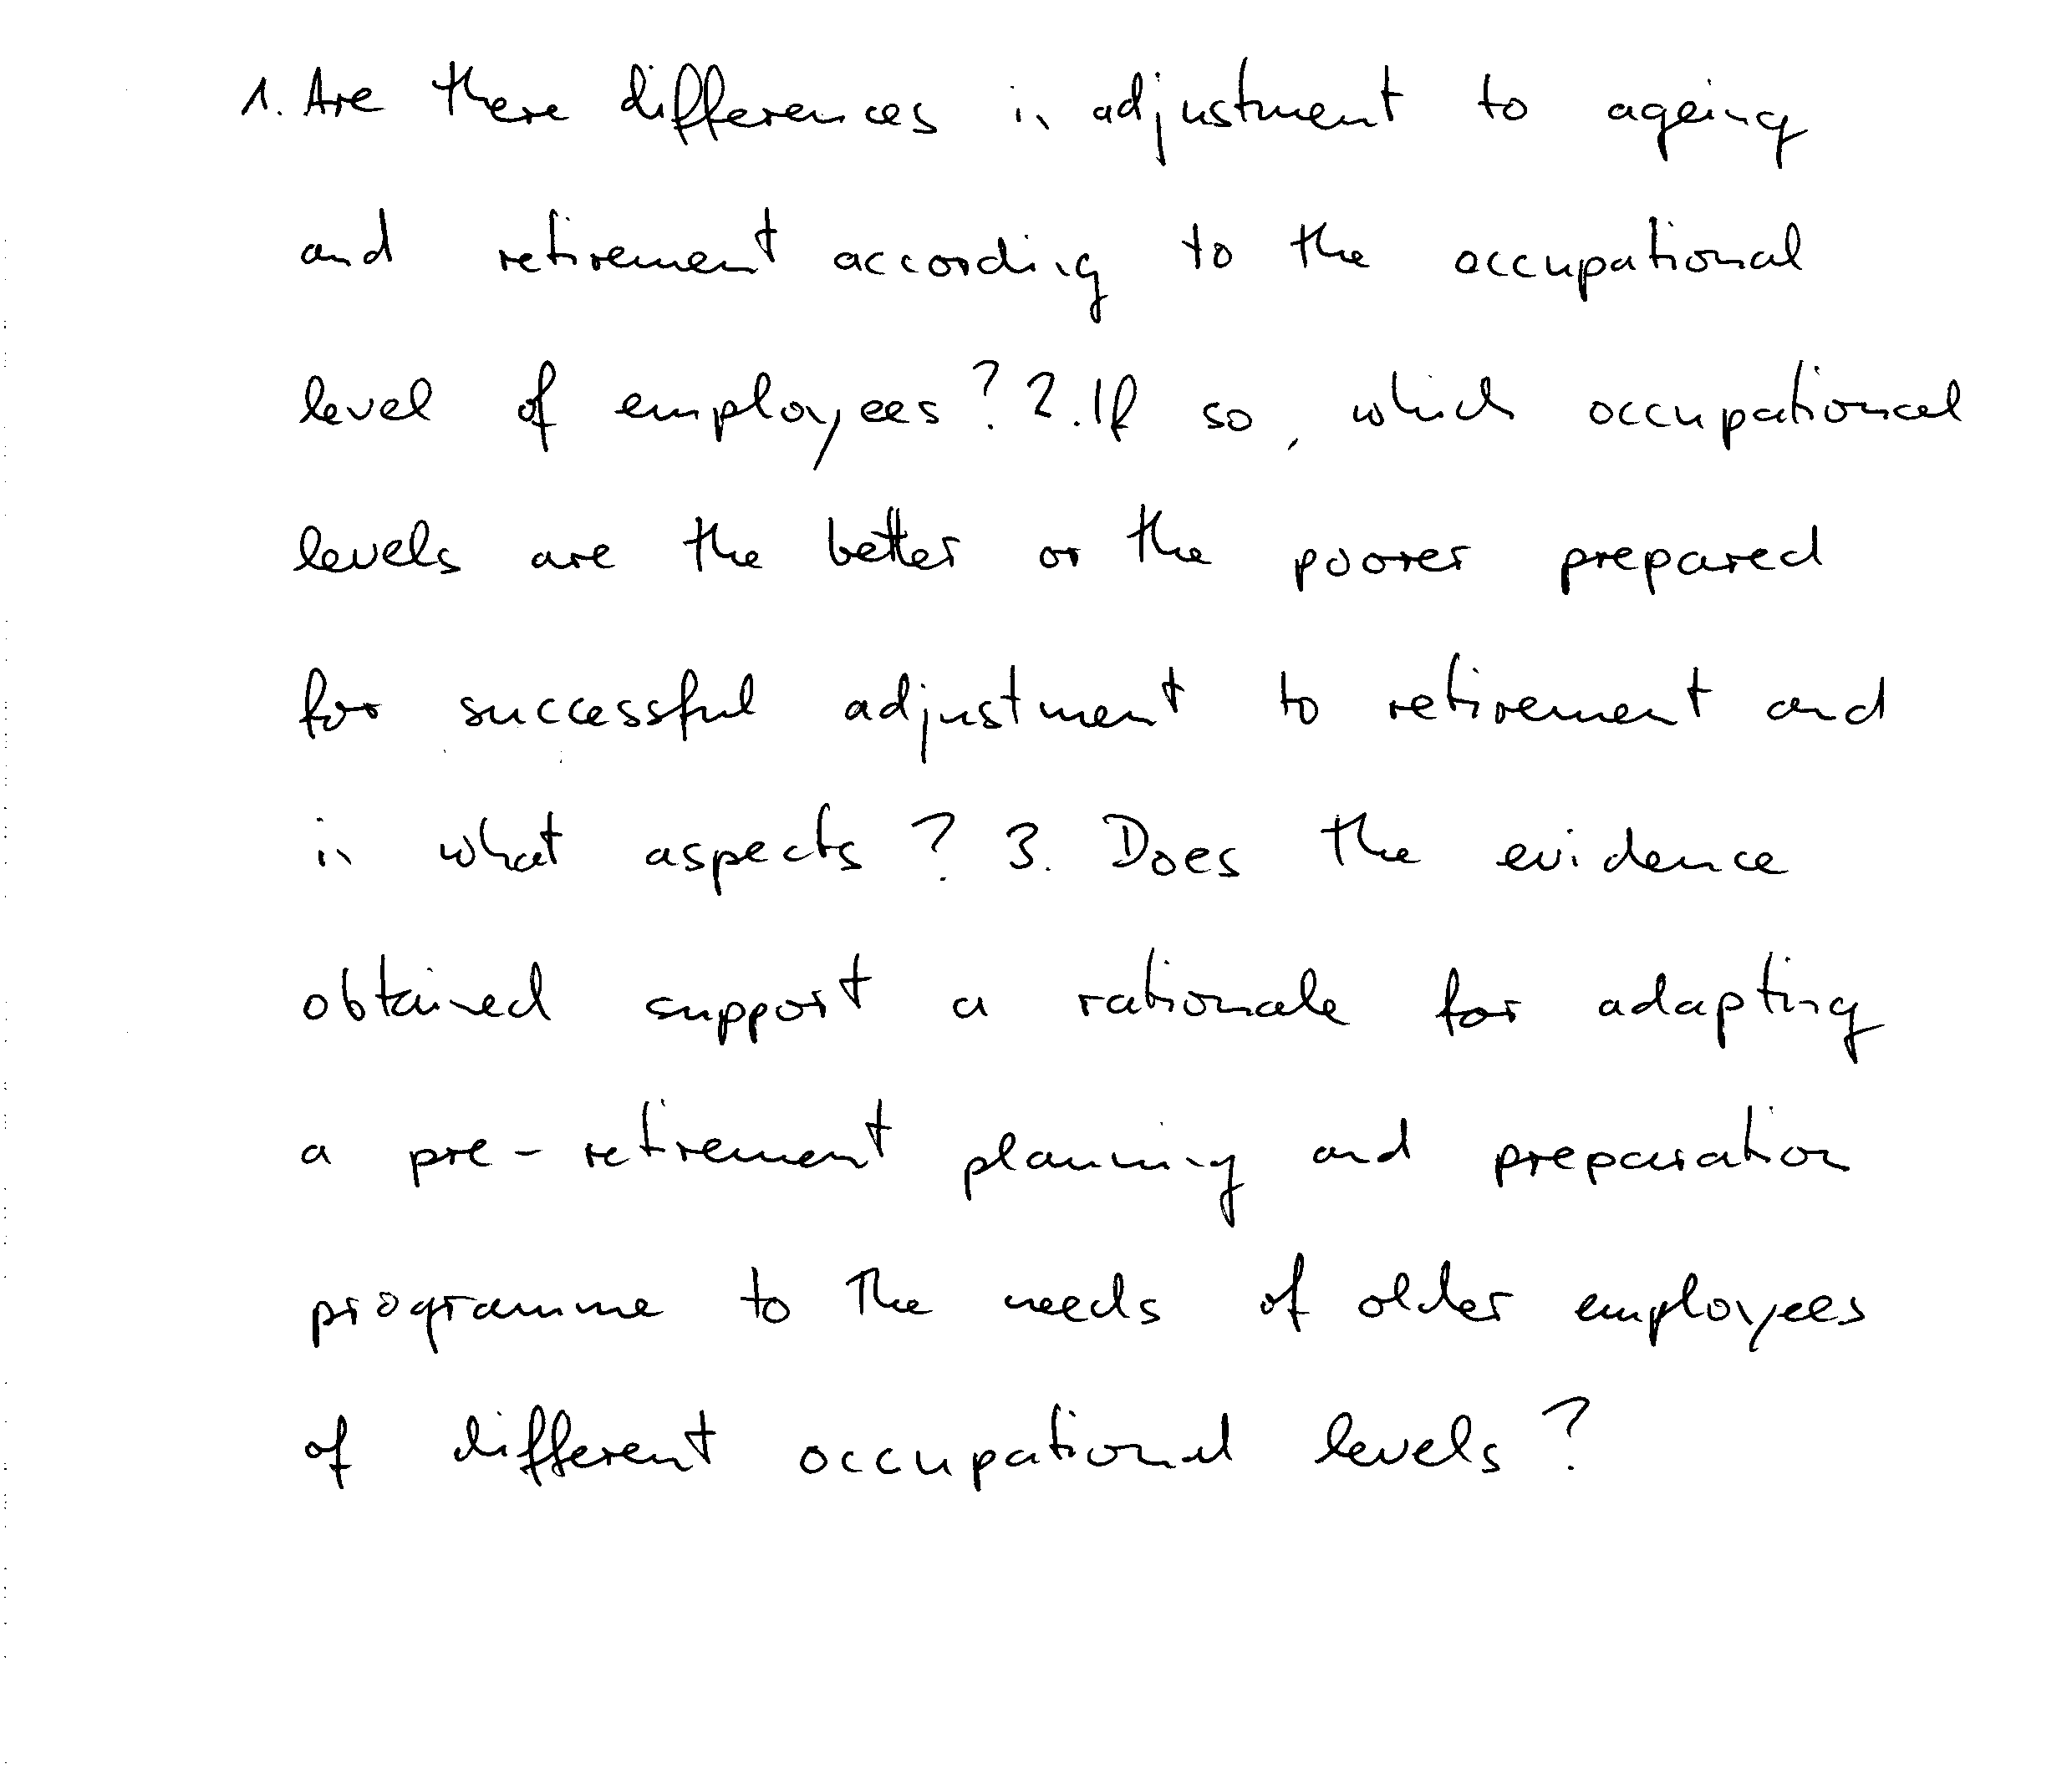 1. Are there differences in adjustment to ageing
and retirement according to the occupational
level of employees? 2. If so, which occupational
levels are the better or the poorer prepared
for successful adjustment to retirement and
in what aspects? 3. Does the evidence
obtained support a rationale for adapting
a pre-retirement planning and preparation
programme to the needs of older employees
of different occupational levels?